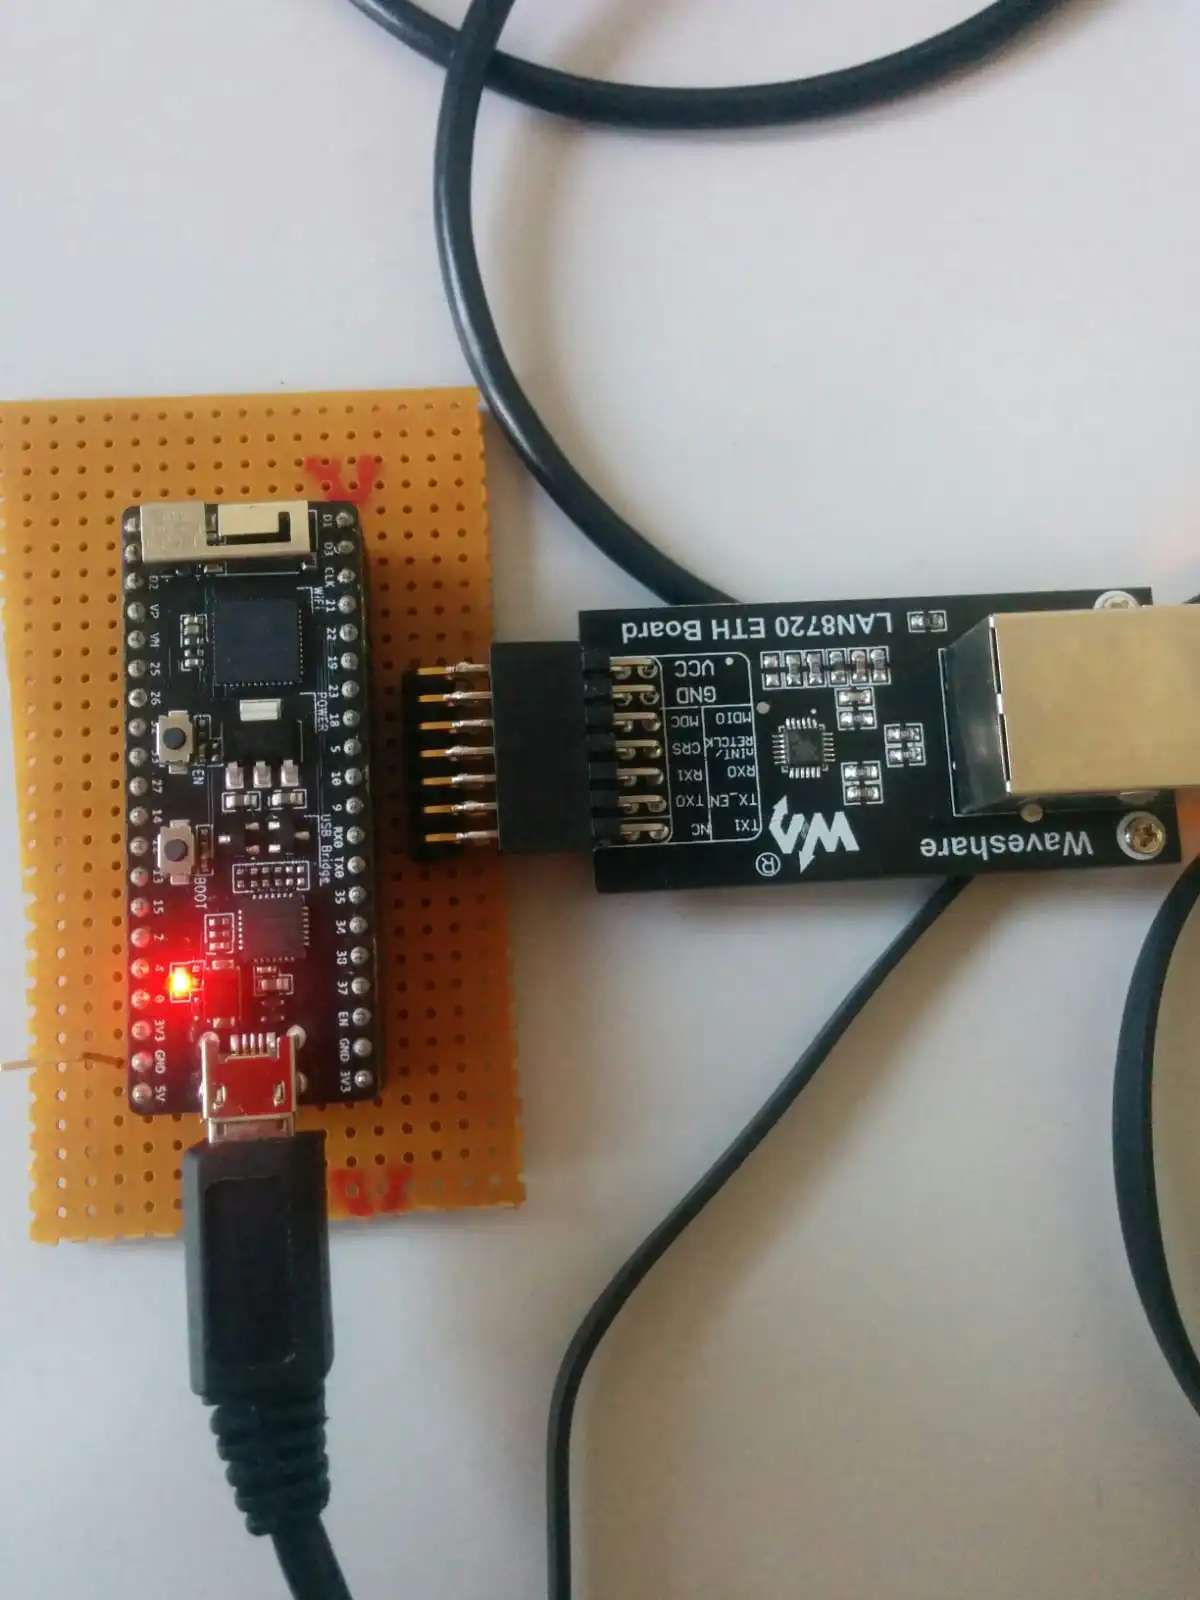 D1
D3
CLK
21
22
19
23
18
5
10
9
RX0
TX0
35
34
38
37
EN
GND
3V3
WiFi
POWER
USB Bridge
D2
VP
VN
25
26
27
14
13
15
2
4
0
3V3
GND
5V
EN
BOOT
LAN8720 ETH Board
VCC
GND
MDC MDIO
CRS nINT/RETCLK
RX1 RX0
TX0 TX_EN
NC TX1
Waveshare
®